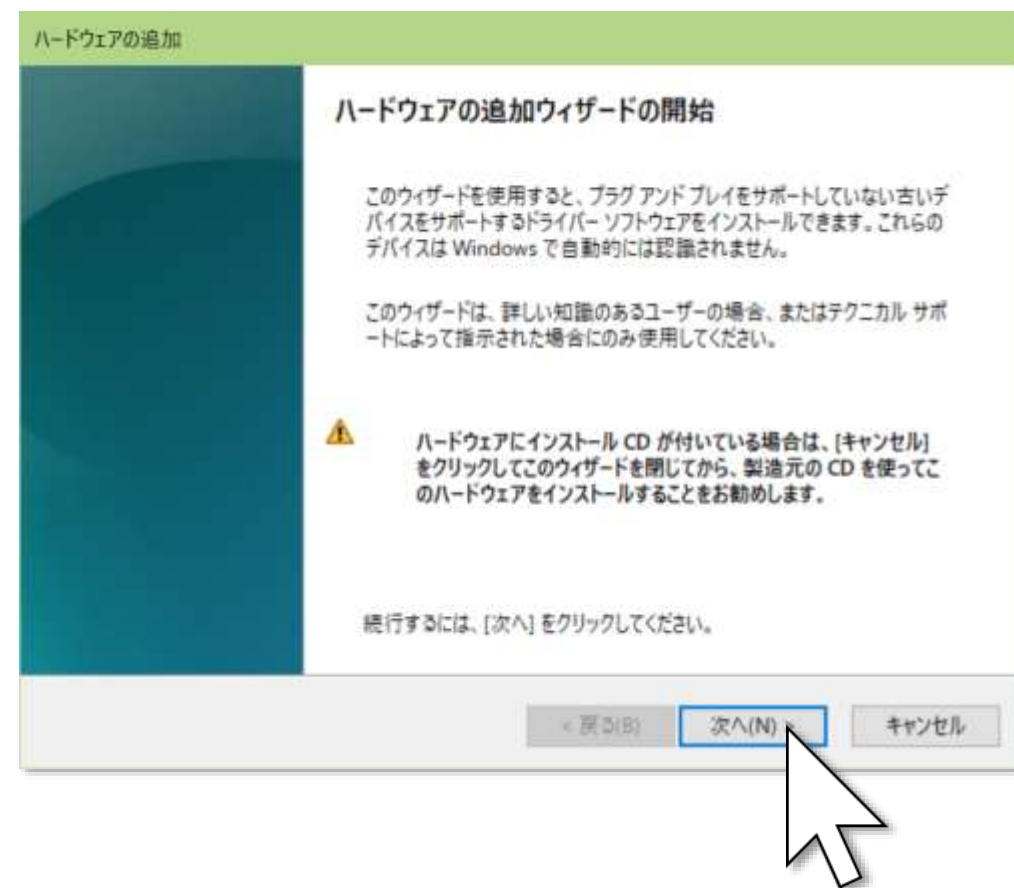 ハードウェアの追加
ハードウェアの追加ウィザードの開始
このウィザードを使用すると、プラグ アンド プレイをサポートしていない古いデ
バイスをサポートするドライバー ソフトウェアをインストールできます。これらの
デバイスは Windows で自動的には認識されません。
このウィザードは、詳しい知識のあるユーザーの場合、またはテクニカル サポ
ートによって指示された場合にのみ使用してください。
ハードウェアにインストール CD が付いている場合は、[キャンセル]
をクリックしてこのウィザードを閉じてから、製造元の CD を使ってこ
のハードウェアをインストールすることをお勧めします。
続行するには、[次へ] をクリックしてください。
< 戻る(B) 次へ(N) > キャンセル